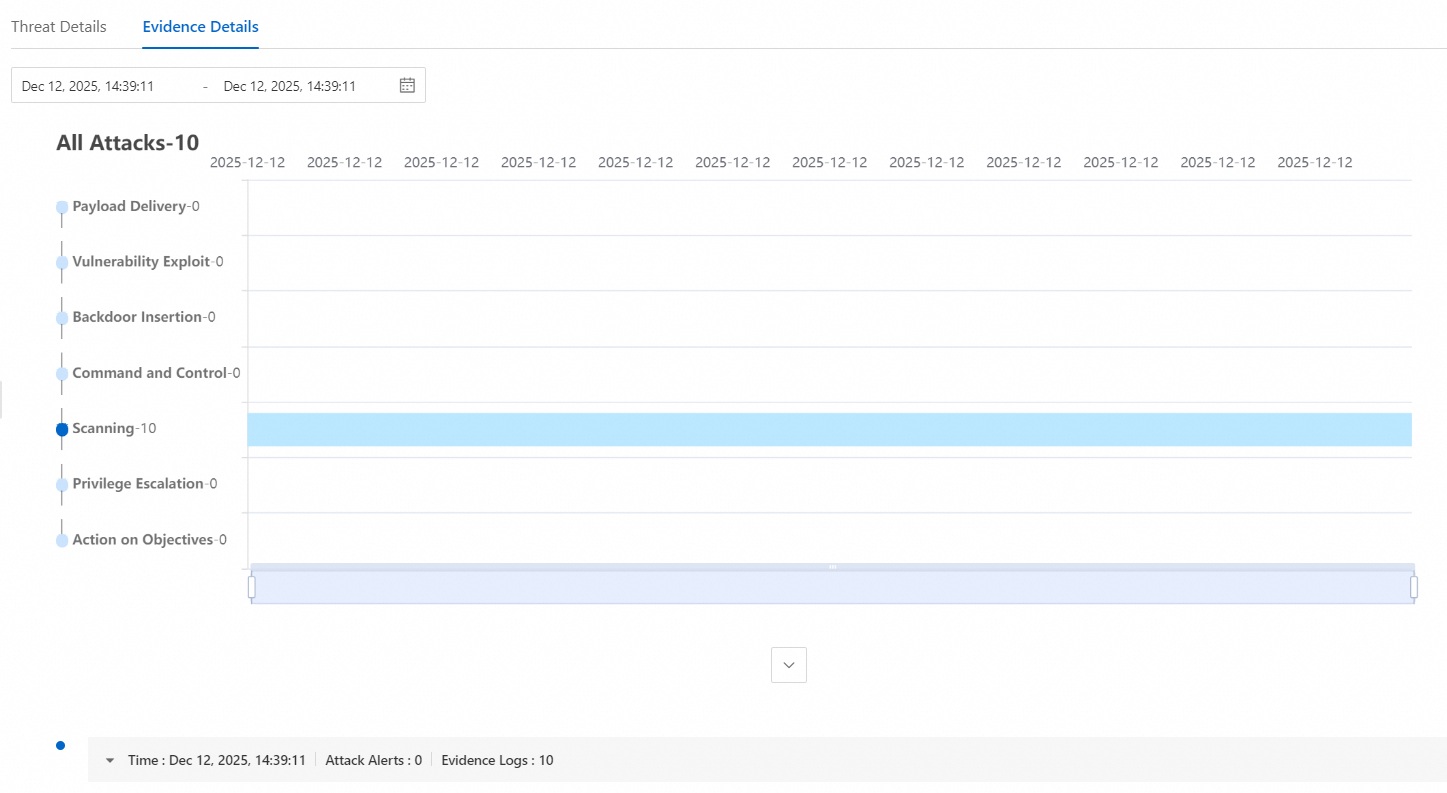 Threat Details Evidence Details
Dec 12, 2025, 14:39:11 - Dec 12, 2025, 14:39:11
All Attacks-10
2025-12-12 2025-12-12 2025-12-12 2025-12-12 2025-12-12 2025-12-12 2025-12-12 2025-12-12 2025-12-12 2025-12-12 2025-12-12 2025-12-12
Payload Delivery-0
Vulnerability Exploit-0
Backdoor Insertion-0
Command and Control-0
Scanning-10
Privilege Escalation-0
Action on Objectives-0
Time : Dec 12, 2025, 14:39:11 Attack Alerts : 0 Evidence Logs : 10